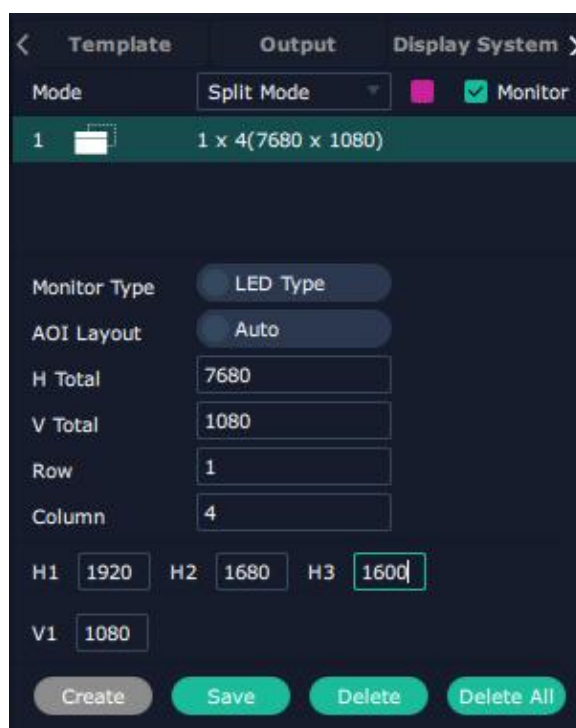 Template Output Display System
Mode Split Mode Monitor
1 1 x 4(7680 x 1080)
Monitor Type LED Type
AOI Layout Auto
H Total 7680
V Total 1080
Row 1
Column 4
H1 1920 H2 1680 H3 1600
V1 1080
Create Save Delete Delete All